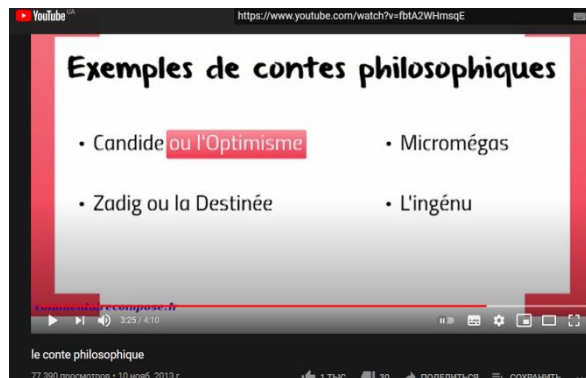 YouTube UA
https://www.youtube.com/watch?v=fbtA2WHmsqE
Exemples de contes philosophiques
• Candide ou l'Optimisme
• Micromégas
• Zadig ou la Destinée
• L'ingénu
commentairecompose.fr
3:25 / 4:10
le conte philosophique
77 390 просмотров • 10 нояб. 2013 г.
1 ТЫС.
30
ПОДЕЛИТЬСЯ
СОХРАНИТЬ